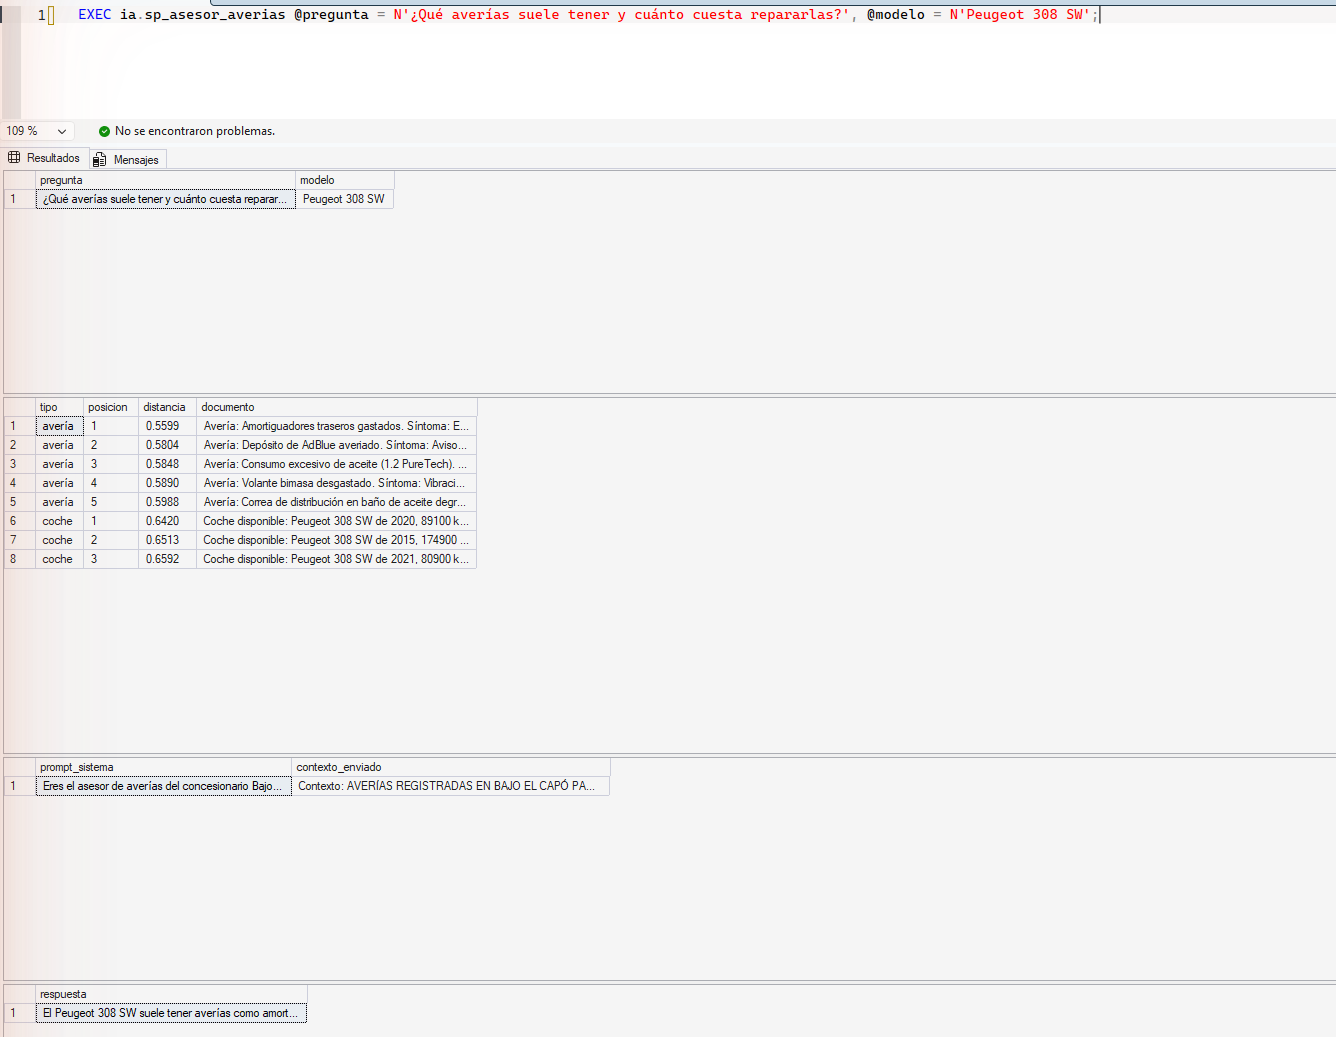 1 EXEC ia.sp_asesor_averias @pregunta = N'¿Qué averías suele tener y cuánto cuesta repararlas?', @modelo = N'Peugeot 308 SW';
109 % No se encontraron problemas.
Resultados Mensajes
pregunta modelo
1 ¿Qué averías suele tener y cuánto cuesta reparar... Peugeot 308 SW
tipo posicion distancia documento
1 avería 1 0.5599 Avería: Amortiguadores traseros gastados. Síntoma: E...
2 avería 2 0.5804 Avería: Depósito de AdBlue averiado. Síntoma: Aviso...
3 avería 3 0.5848 Avería: Consumo excesivo de aceite (1.2 PureTech). ...
4 avería 4 0.5890 Avería: Volante bimasa desgastado. Síntoma: Vibraci...
5 avería 5 0.5988 Avería: Correa de distribución en baño de aceite degr...
6 coche 1 0.6420 Coche disponible: Peugeot 308 SW de 2020, 89100 k...
7 coche 2 0.6513 Coche disponible: Peugeot 308 SW de 2015, 174900 ...
8 coche 3 0.6592 Coche disponible: Peugeot 308 SW de 2021, 80900 k...
prompt_sistema contexto_enviado
1 Eres el asesor de averías del concesionario Bajo... Contexto: AVERÍAS REGISTRADAS EN BAJO EL CAPÓ PA...
respuesta
1 El Peugeot 308 SW suele tener averías como amort...